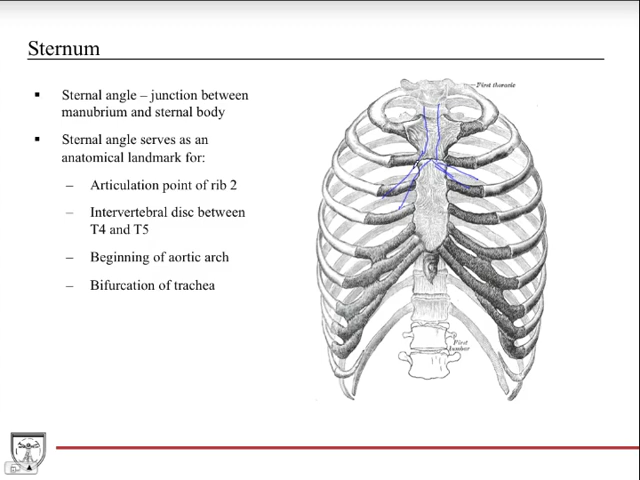 Sternum
▪ Sternal angle – junction between
manubrium and sternal body
▪ Sternal angle serves as an
anatomical landmark for:
– Articulation point of rib 2
– Intervertebral disc between
T4 and T5
– Beginning of aortic arch
– Bifurcation of trachea
First thoracic
First
lumbar